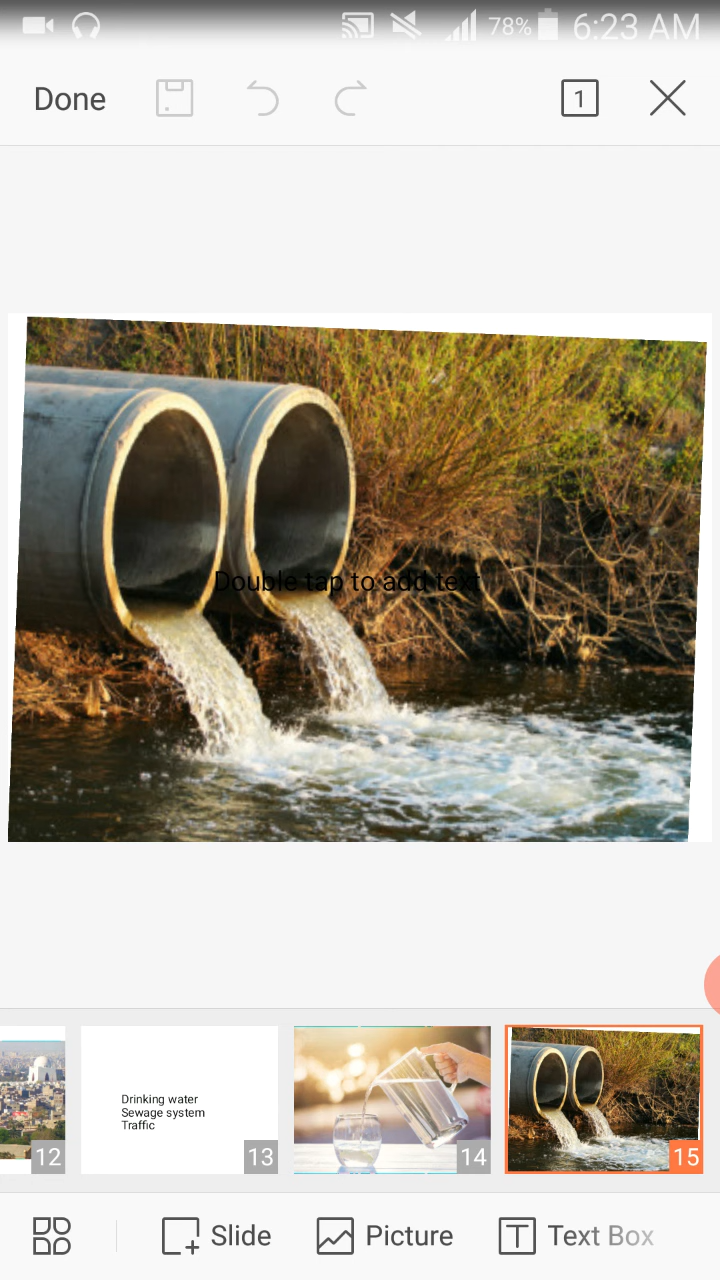 78% 6:23 AM
Done 1
Double tap to add text
Drinking water
Sewage system
Traffic
12 13 14 15
Slide Picture Text Box